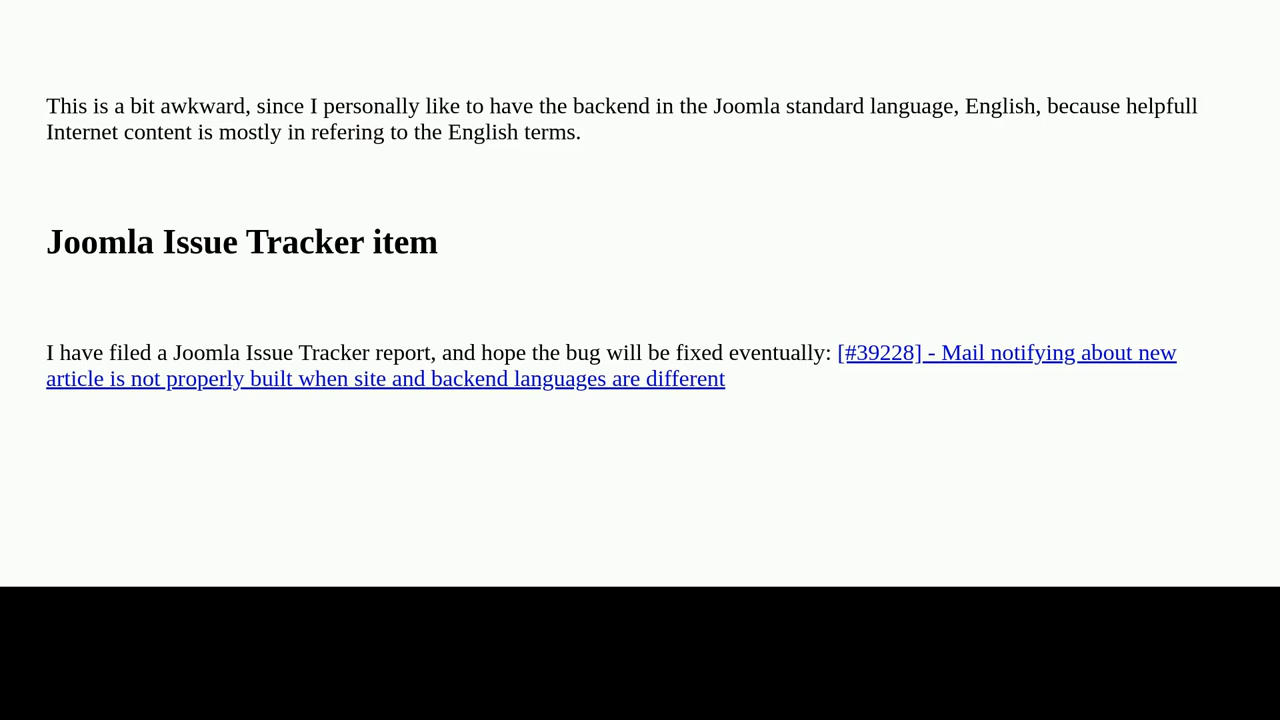 This is a bit awkward, since I personally like to have the backend in the Joomla standard language, English, because helpfull
Internet content is mostly in refering to the English terms.
Joomla Issue Tracker item
I have filed a Joomla Issue Tracker report, and hope the bug will be fixed eventually: [#39228] - Mail notifying about new
article is not properly built when site and backend languages are different